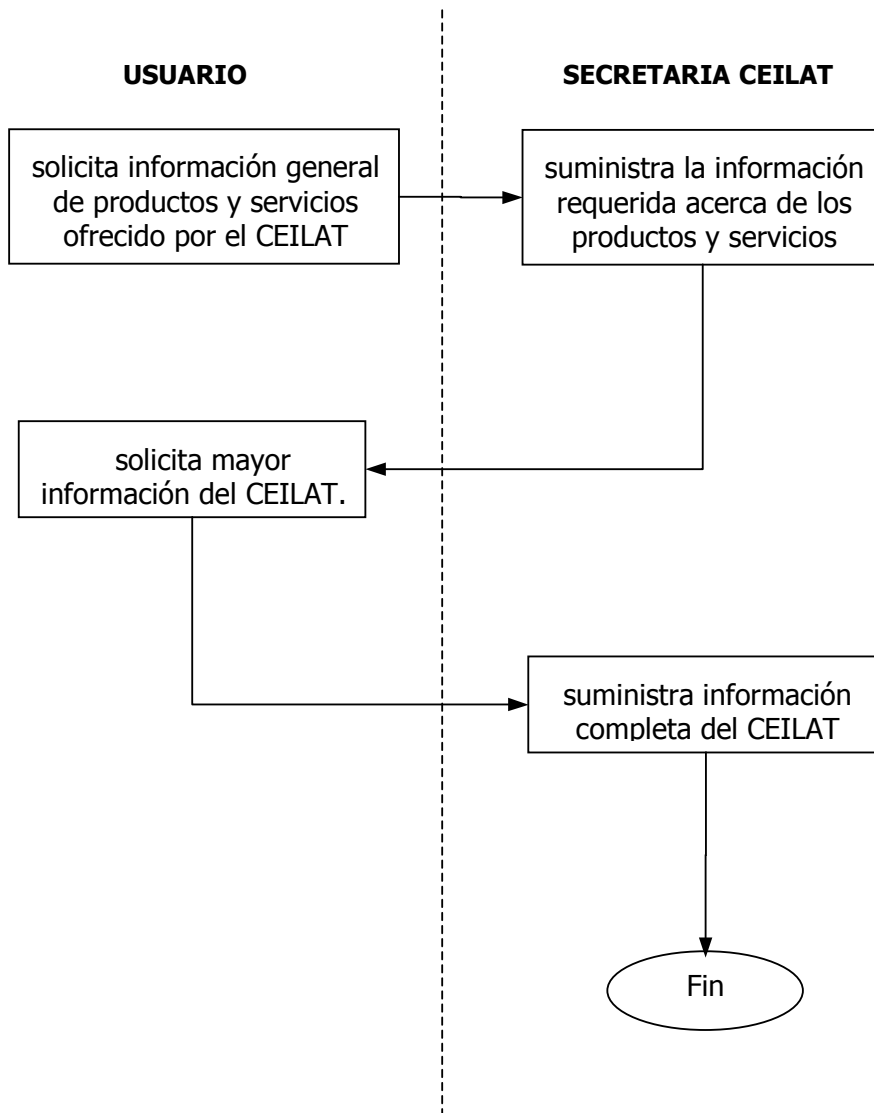 USUARIO
SECRETARIA CEILAT
solicita información general
de productos y servicios
ofrecido por el CEILAT
suministra la información
requerida acerca de los
productos y servicios
solicita mayor
información del CEILAT.
suministra información
completa del CEILAT
Fin